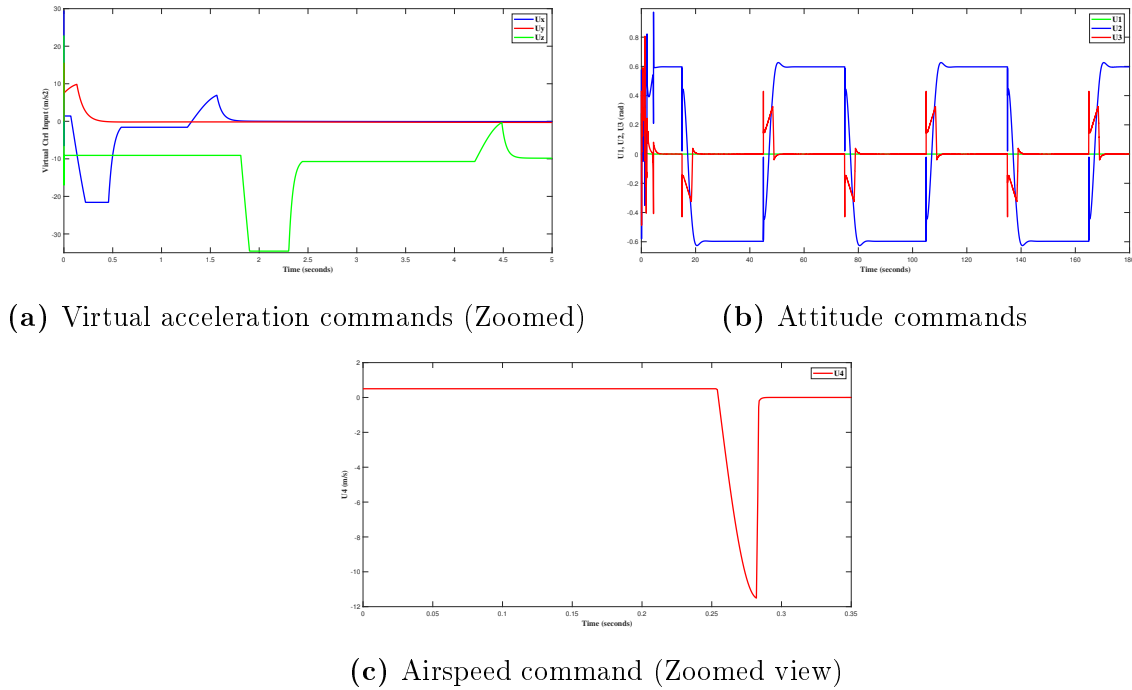 30
20
10
0
-10
-20
-30
Virtual Ctrl Input (m/s2)
Ux
Uy
Uz
0 0.5 1 1.5 2 2.5 3 3.5 4 4.5 5
Time (seconds)
0.8
0.6
0.4
0.2
0
-0.2
-0.4
-0.6
U1, U2, U3 (rad)
U1
U2
U3
0 20 40 60 80 100 120 140 160 180
Time (seconds)
(a) Virtual acceleration commands (Zoomed)
(b) Attitude commands
2
0
-2
-4
-6
-8
-10
-12
U4 (m/s)
U4
0 0.05 0.1 0.15 0.2 0.25 0.3 0.35
Time (seconds)
(c) Airspeed command (Zoomed view)